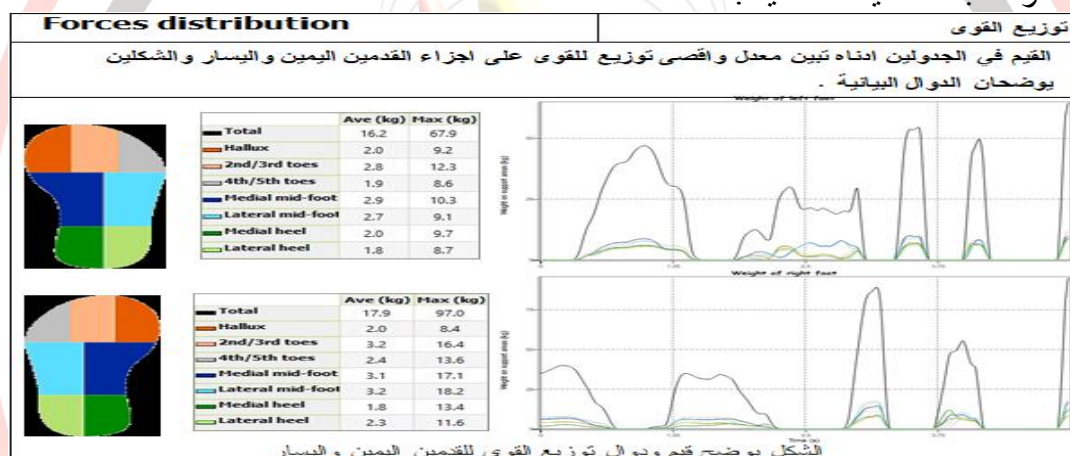 Forces distribution
توزيع القوى
القيم في الجدولين ادناه تبين معدل واقصى توزيع للقوى على اجزاء القدمين اليمين واليسار والشكلين
يوضحان الدوال البيانية .
Ave (kg) Max (kg)
Total 16.2 67.9
Hallux 2.0 9.2
2nd/3rd toes 2.8 12.3
4th/5th toes 1.9 8.6
Medial mid-foot 2.9 10.3
Lateral mid-foot 2.7 9.1
Medial heel 2.0 9.7
Lateral heel 1.8 8.7
Weight of left foot
Ave (kg) Max (kg)
Total 17.9 97.0
Hallux 2.0 8.4
2nd/3rd toes 3.2 16.4
4th/5th toes 2.4 13.6
Medial mid-foot 3.1 17.1
Lateral mid-foot 3.2 18.2
Medial heel 1.8 13.4
Lateral heel 2.3 11.6
Weight of right foot
Time (s)
الشكل يوضح قيم ودوال توزيع القوى للقدمين اليمين واليسار